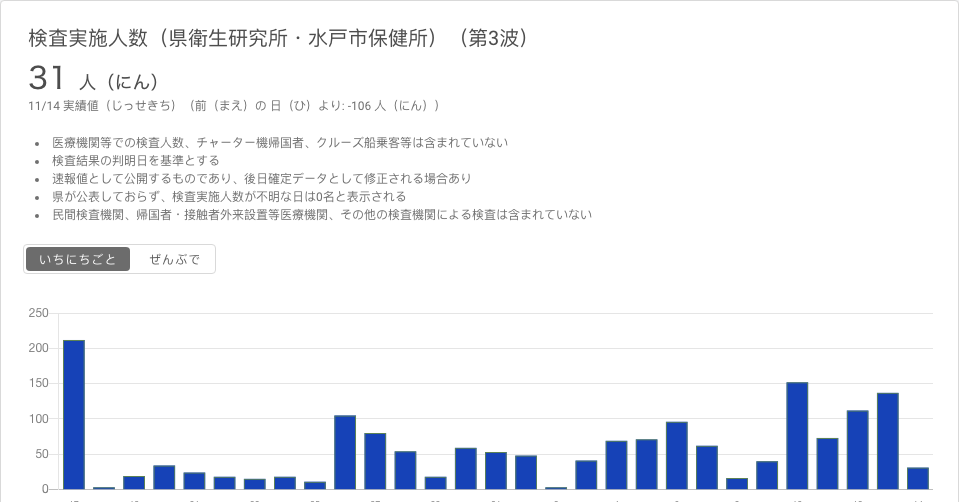 検査実施人数（県衛生研究所・水戸市保健所）（第3波）
31 人（にん）
11/14 実績値（じっせきち）（前（まえ）の 日（ひ）より: -106 人（にん））
医療機関等での検査人数、チャーター機帰国者、クルーズ船乗客等は含まれていない
検査結果の判明日を基準とする
速報値として公開するものであり、後日確定データとして修正される場合あり
県が公表しておらず、検査実施人数が不明な日は0名と表示される
民間検査機関、帰国者・接触者外来設置等医療機関、その他の検査機関による検査は含まれていない
いちにちごと ぜんぶで
250
200
150
100
50
0